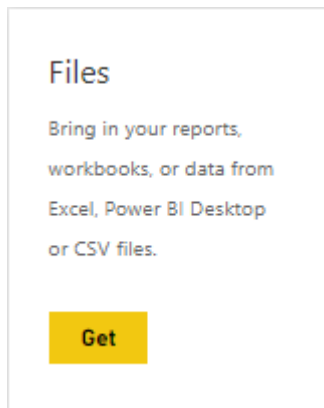 Files
Bring in your reports,
workbooks, or data from
Excel, Power BI Desktop
or CSV files.
Get